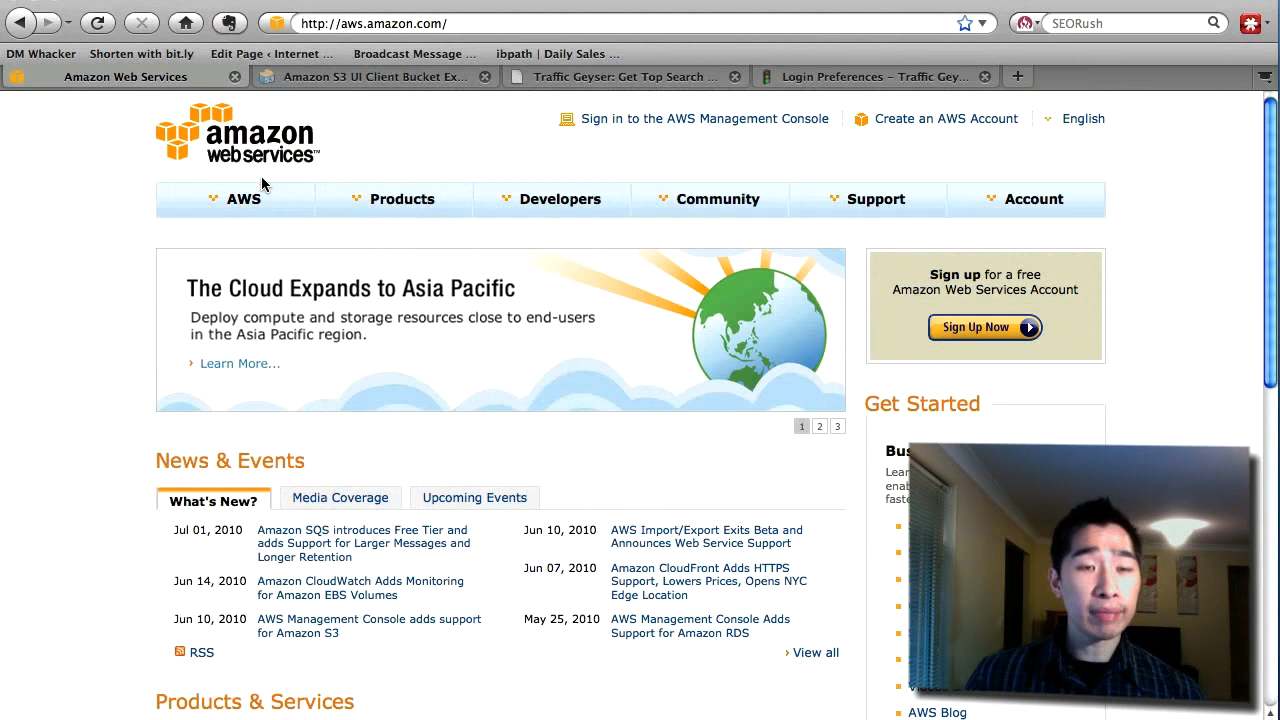 http://aws.amazon.com/
SEORush
DM Whacker
Shorten with bit.ly
Edit Page ‹ Internet ...
Broadcast Message ...
ibpath | Daily Sales ...
Amazon Web Services
Amazon S3 UI Client Bucket Ex...
Traffic Geyser: Get Top Search ...
Login Preferences – Traffic Gey...
amazon
web services™
Sign in to the AWS Management Console
Create an AWS Account
English
AWS
Products
Developers
Community
Support
Account
The Cloud Expands to Asia Pacific
Deploy compute and storage resources close to end-users
in the Asia Pacific region.
Learn More...
1 2 3
Sign up for a free
Amazon Web Services Account
Sign Up Now
Get Started
News & Events
What's New?
Media Coverage
Upcoming Events
Jul 01, 2010 Amazon SQS introduces Free Tier and
adds Support for Larger Messages and
Longer Retention
Jun 14, 2010 Amazon CloudWatch Adds Monitoring
for Amazon EBS Volumes
Jun 10, 2010 AWS Management Console adds support
for Amazon S3
Jun 10, 2010 AWS Import/Export Exits Beta and
Announces Web Service Support
Jun 07, 2010 Amazon CloudFront Adds HTTPS
Support, Lowers Prices, Opens NYC
Edge Location
May 25, 2010 AWS Management Console Adds
Support for Amazon RDS
RSS
View all
Bus
Lear
enab
faste
AWS Blog
Products & Services